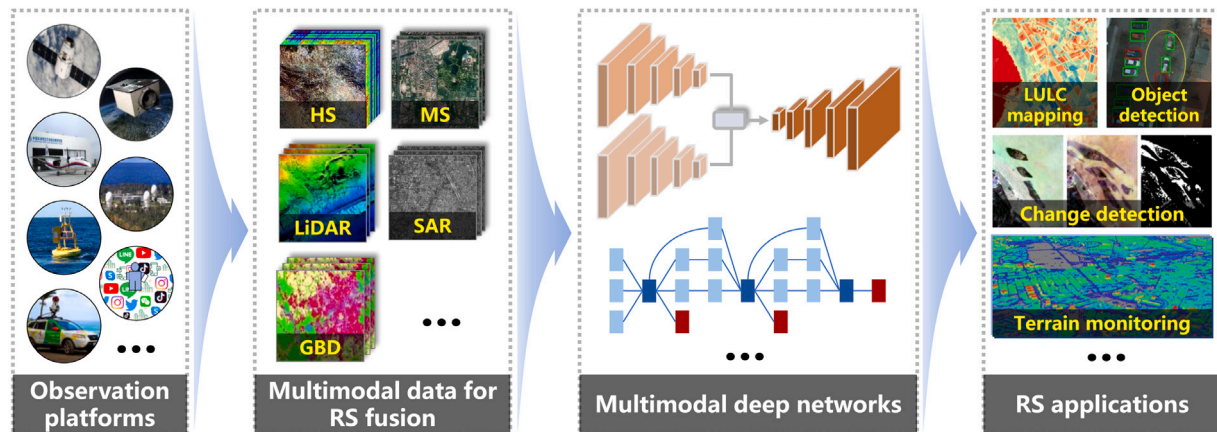 HS
MS
LiDAR
SAR
GBD
LULC
mapping
Object
detection
Change detection
Terrain monitoring
Observation
platforms
Multimodal data for
RS fusion
Multimodal deep networks
RS applications
LINE